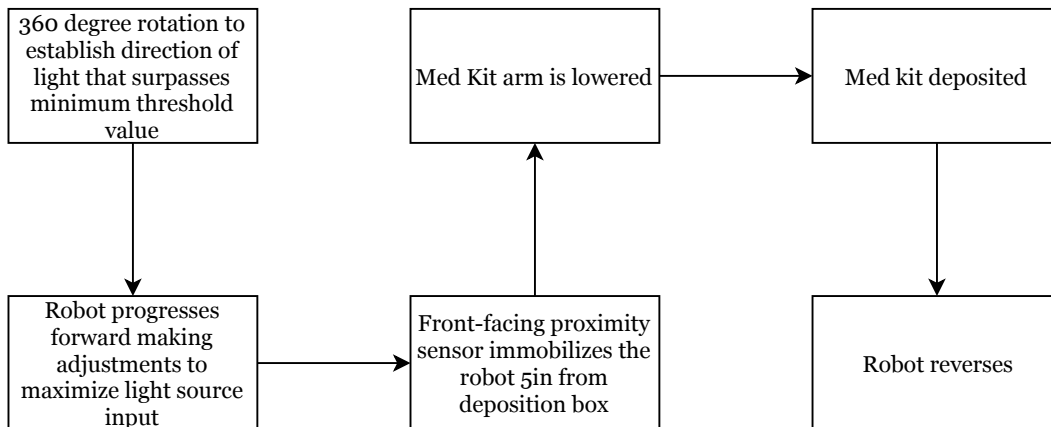 360 degree rotation to
establish direction of
light that surpasses
minimum threshold
value
Robot progresses
forward making
adjustments to
maximize light source
input
Front-facing proximity
sensor immobilizes the
robot 5in from
deposition box
Med Kit arm is lowered
Med kit deposited
Robot reverses